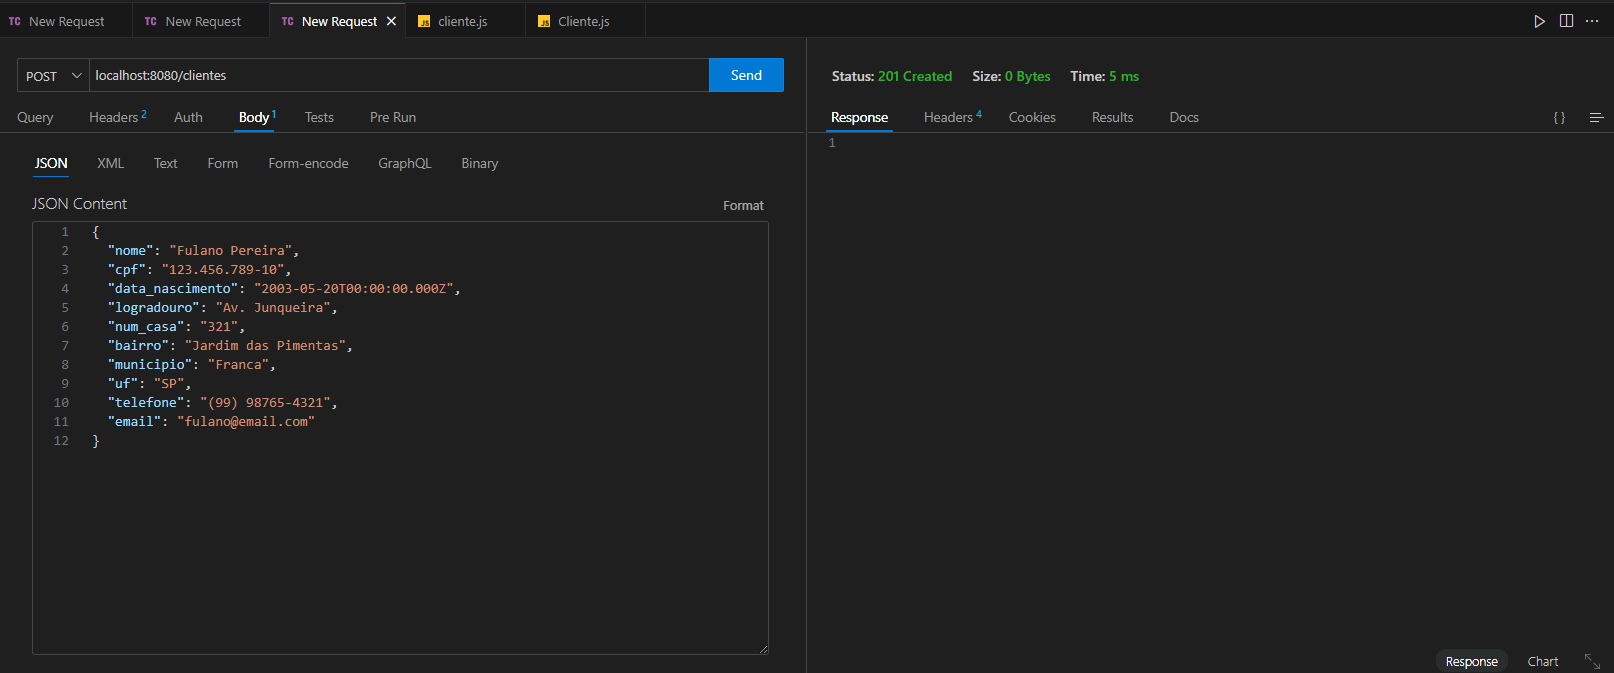 TC New Request TC New Request TC New Request JS cliente.js JS Cliente.js
POST localhost:8080/clientes Send
Query Headers 2 Auth Body 1 Tests Pre Run
JSON XML Text Form Form-encode GraphQL Binary
JSON Content Format
1 {
2 "nome": "Fulano Pereira",
3 "cpf": "123.456.789-10",
4 "data_nascimento": "2003-05-20T00:00:00.000Z",
5 "logradouro": "Av. Junqueira",
6 "num_casa": "321",
7 "bairro": "Jardim das Pimentas",
8 "municipio": "Franca",
9 "uf": "SP",
10 "telefone": "(99) 98765-4321",
11 "email": "fulano@email.com"
12 }
Status: 201 Created Size: 0 Bytes Time: 5 ms
Response Headers 4 Cookies Results Docs { }
1
Response Chart